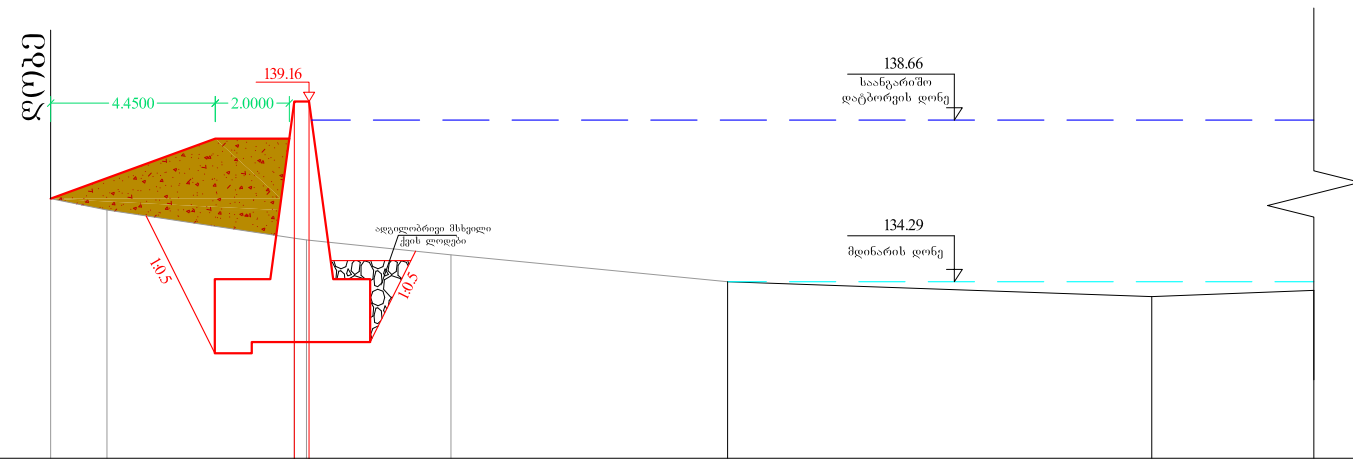 139.16
4.4500
2.0000
138.66
საანგარიშო
დატბორვის დონე
134.29
მდინარის დონე
ადგილობრივი მსხვილი
ქვის ლოდები
1:0.5
1:0.5